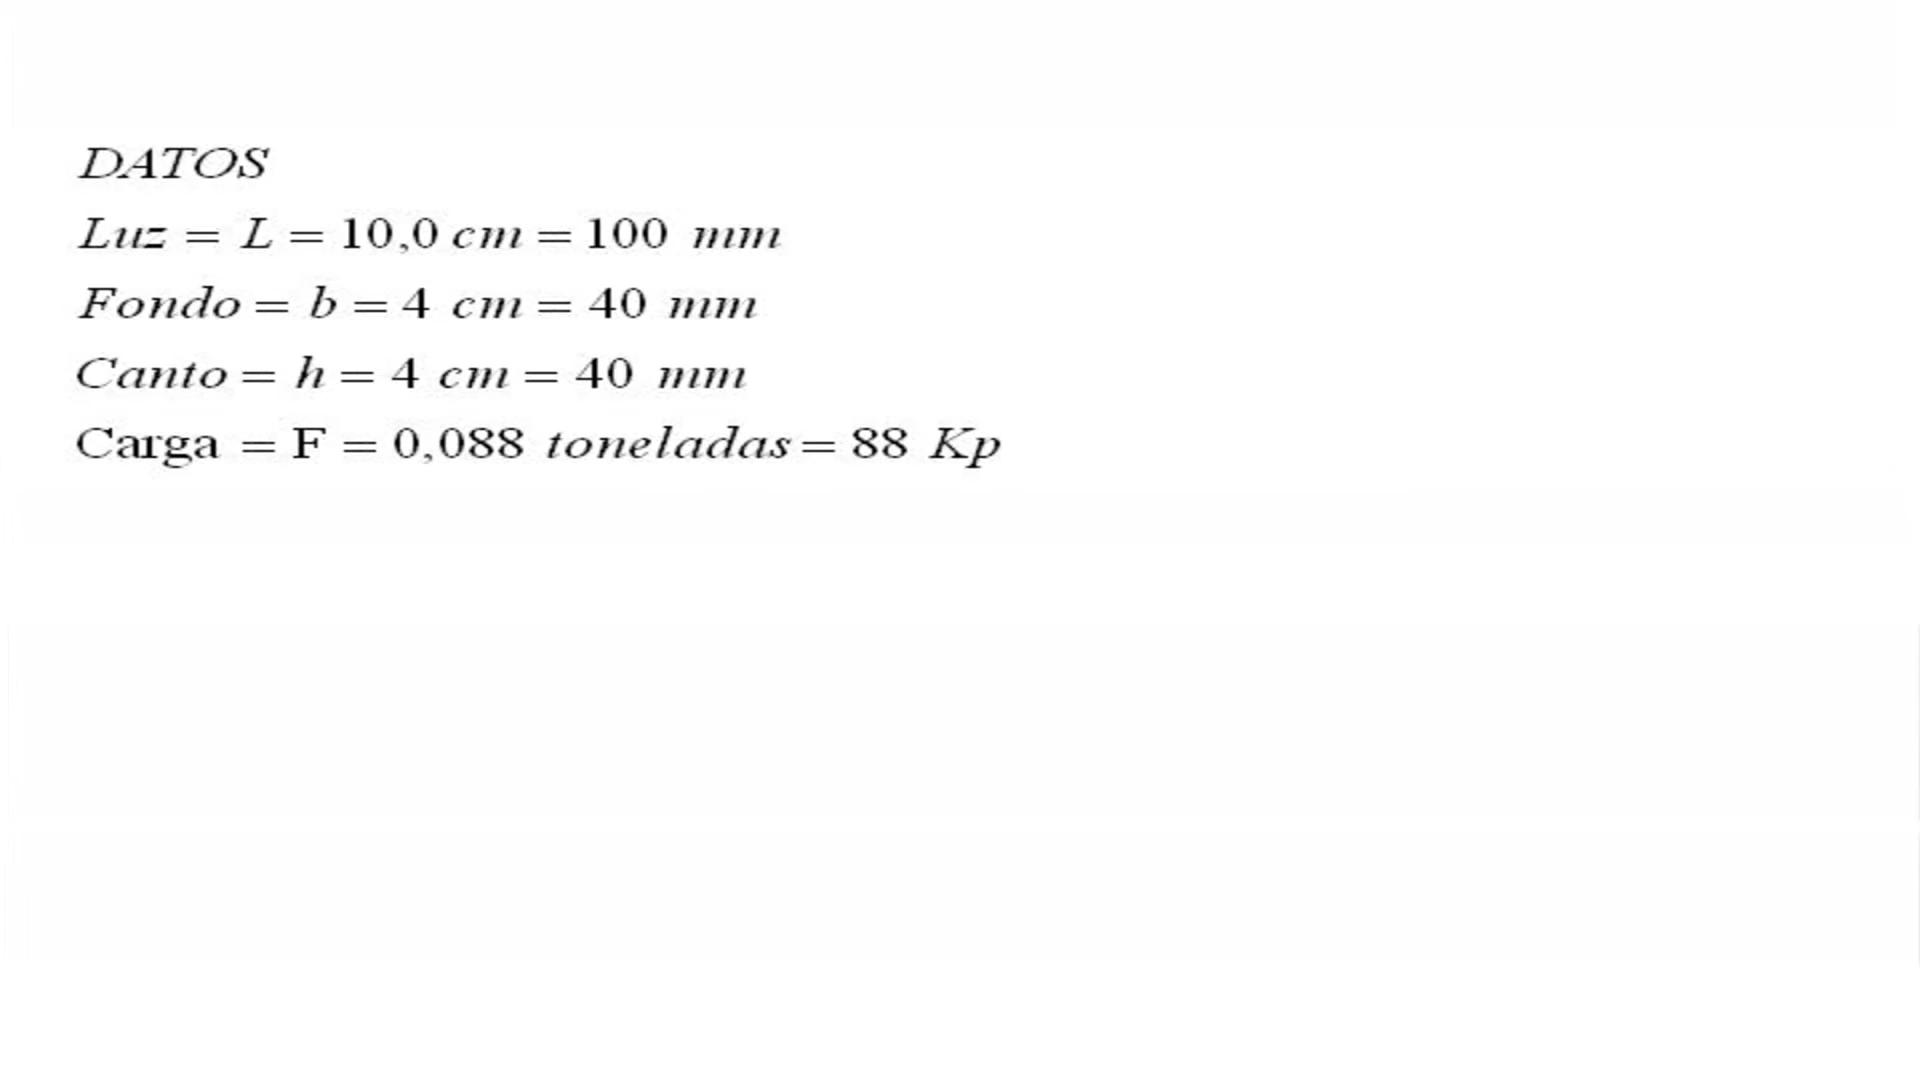 DATOS
Luz = L = 10,0 cm = 100 mm
Fondo = b = 4 cm = 40 mm
Canto = h = 4 cm = 40 mm
Carga = F = 0,088 toneladas = 88 Kp